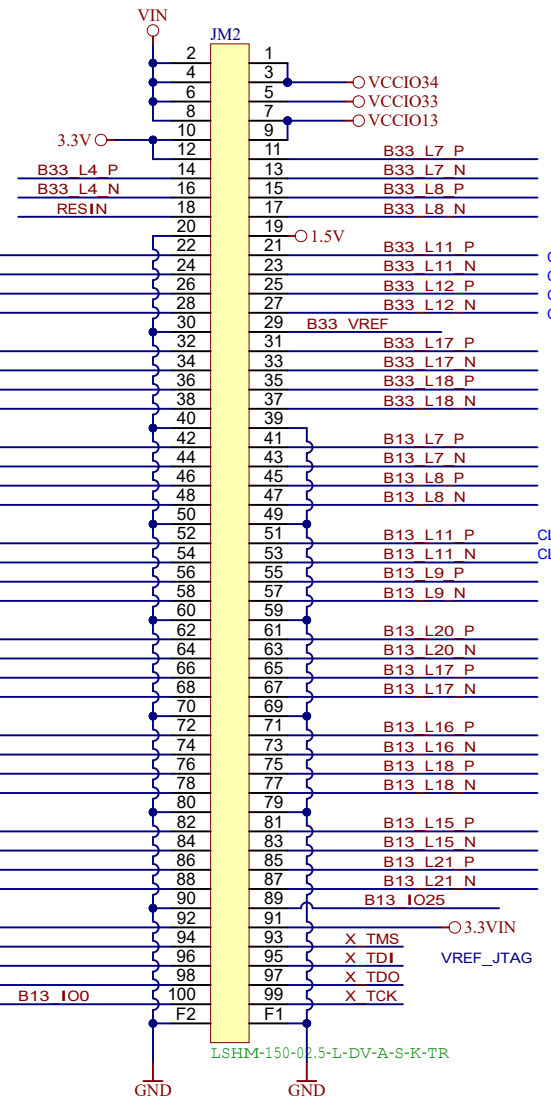 VIN
JM2
2 1
4 3 VCCIO34
6 5 VCCIO33
8 7 VCCIO13
3.3V 10 9
12 11 B33_L7_P
B33_L4_P 14 13 B33_L7_N
B33_L4_N 16 15 B33_L8_P
RESIN 18 17 B33_L8_N
20 19 1.5V
22 21 B33_L11_P
24 23 B33_L11_N
26 25 B33_L12_P
28 27 B33_L12_N
30 29 B33_VREF
32 31 B33_L17_P
34 33 B33_L17_N
36 35 B33_L18_P
38 37 B33_L18_N
40 39
42 41 B13_L7_P
44 43 B13_L7_N
46 45 B13_L8_P
48 47 B13_L8_N
50 49
52 51 B13_L11_P CL
54 53 B13_L11_N CL
56 55 B13_L9_P
58 57 B13_L9_N
60 59
62 61 B13_L20_P
64 63 B13_L20_N
66 65 B13_L17_P
68 67 B13_L17_N
70 69
72 71 B13_L16_P
74 73 B13_L16_N
76 75 B13_L18_P
78 77 B13_L18_N
80 79
82 81 B13_L15_P
84 83 B13_L15_N
86 85 B13_L21_P
88 87 B13_L21_N
90 89 B13_IO25
92 91 3.3VIN
94 93 X_TMS
96 95 X_TDI VREF_JTAG
98 97 X_TDO
B13_IO0 100 99 X_TCK
F2 F1
LSHM-150-02.5-L-DV-A-S-K-TR
GND GND